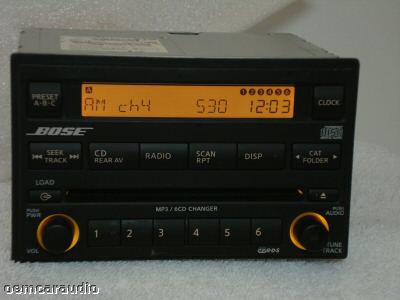 PRESET
A·B·C
A
1 2 3 4 5 6
AM ch4 530 12:03
CLOCK
BOSE
SEEK
TRACK
CD
REAR AV
RADIO
SCAN
RPT
DISP
CAT
FOLDER
LOAD
MP3 / 6CD CHANGER
PUSH
PWR
VOL
1 2 3 4 5 6
PUSH
AUDIO
TUNE
TRACK
R·D·S
oemcaraudio